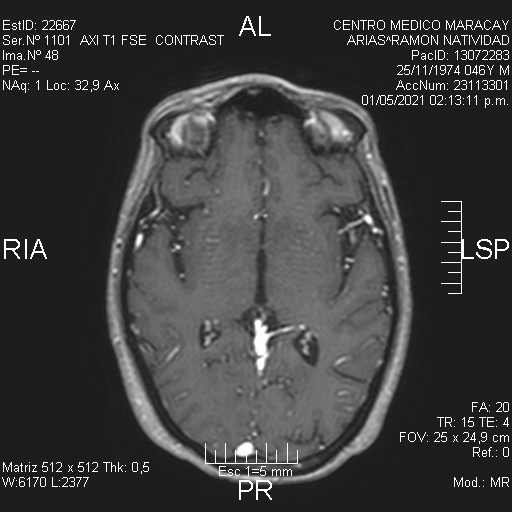 EstID: 22667
Ser.Nº 1101 AXI T1 FSE CONTRAST
Ima.Nº 48
PE= --
NAq: 1 Loc: 32,9 Ax
AL
CENTRO MEDICO MARACAY
ARIAS^RAMON NATIVIDAD
PacID: 13072283
25/11/1974 046Y M
AccNum: 23113301
01/05/2021 02:13:11 p.m.
RIA
LSP
FA: 20
TR: 15 TE: 4
FOV: 25 x 24,9 cm
Ref.: 0
Matriz 512 x 512 Thk: 0,5
W:6170 L:2377
Esc 1=5 mm
PR
Mod.: MR